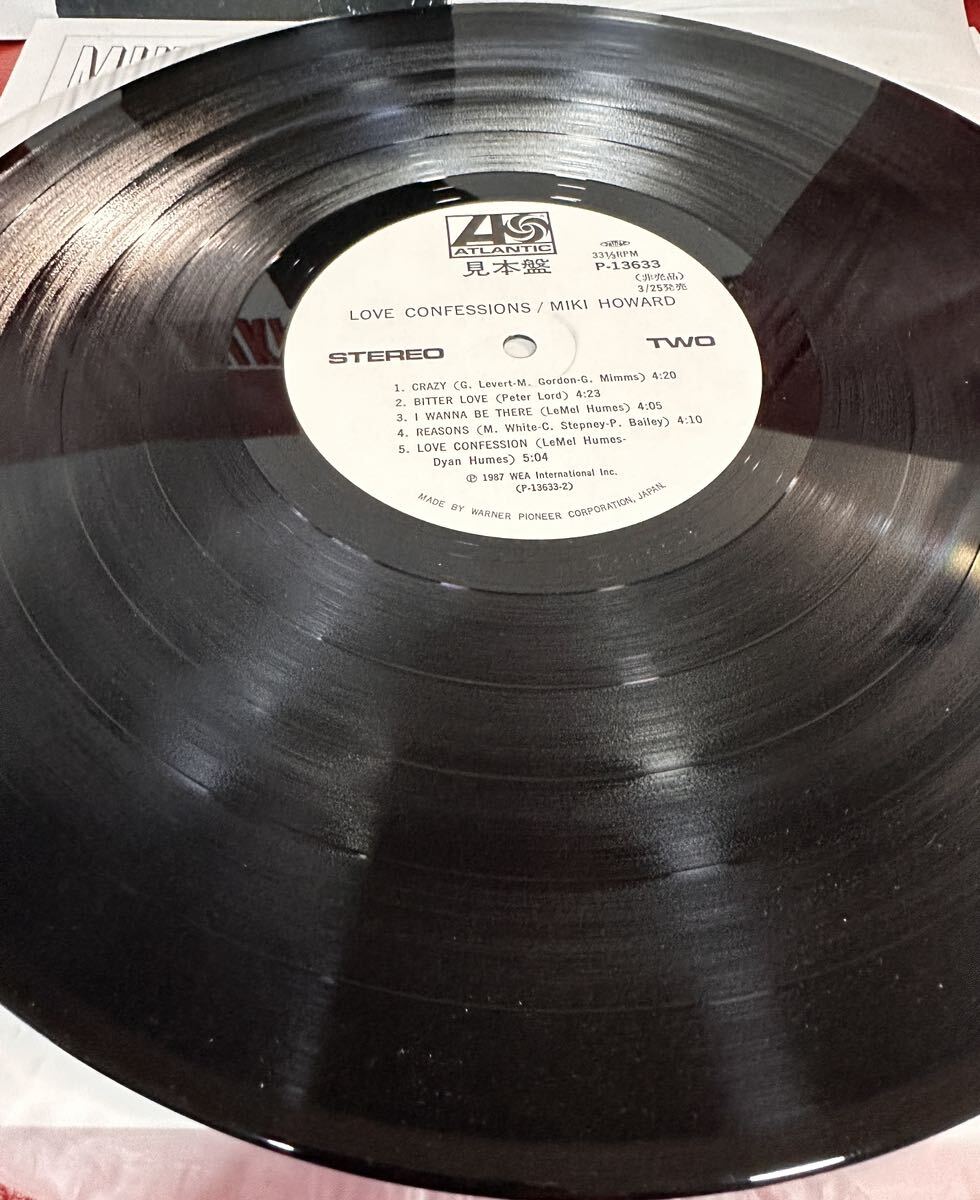 ATLANTIC
見本盤
33⅓RPM
P-13633
(非売品)
3/25発売
LOVE CONFESSIONS / MIKI HOWARD
STEREO
TWO
1. CRAZY (G. Levert-M. Gordon-G. Mimms) 4:20
2. BITTER LOVE (Peter Lord) 4:23
3. I WANNA BE THERE (LeMel Humes) 4:05
4. REASONS (M. White-C. Stepney-P. Bailey) 4:10
5. LOVE CONFESSION (LeMel Humes-
Dyan Humes) 5:04
Ⓟ 1987 WEA International Inc.
(P-13633-2)
MADE BY WARNER PIONEER CORPORATION, JAPAN.